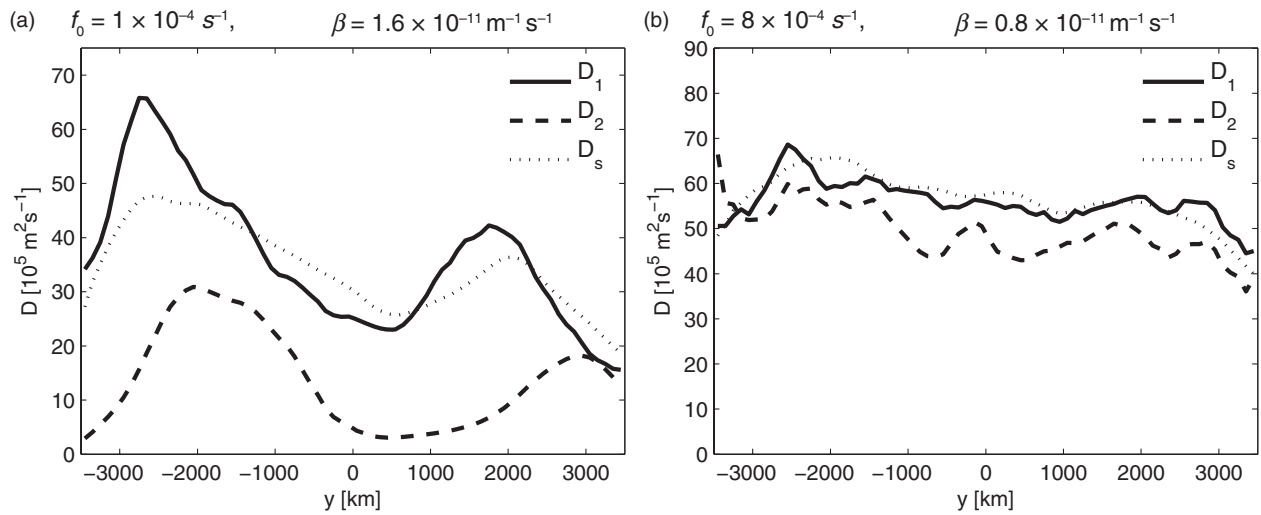 (a) f₀ = 1 × 10⁻⁴ s⁻¹, β = 1.6 × 10⁻¹¹ m⁻¹ s⁻¹
70
60
50
40
30
20
10
0
D [10⁵ m² s⁻¹]
D₁
D₂
Dₛ
−3000 −2000 −1000 0 1000 2000 3000
y [km]
(b) f₀ = 8 × 10⁻⁴ s⁻¹, β = 0.8 × 10⁻¹¹ m⁻¹ s⁻¹
90
80
70
60
50
40
30
20
10
0
D [10⁵ m² s⁻¹]
D₁
D₂
Dₛ
−3000 −2000 −1000 0 1000 2000 3000
y [km]